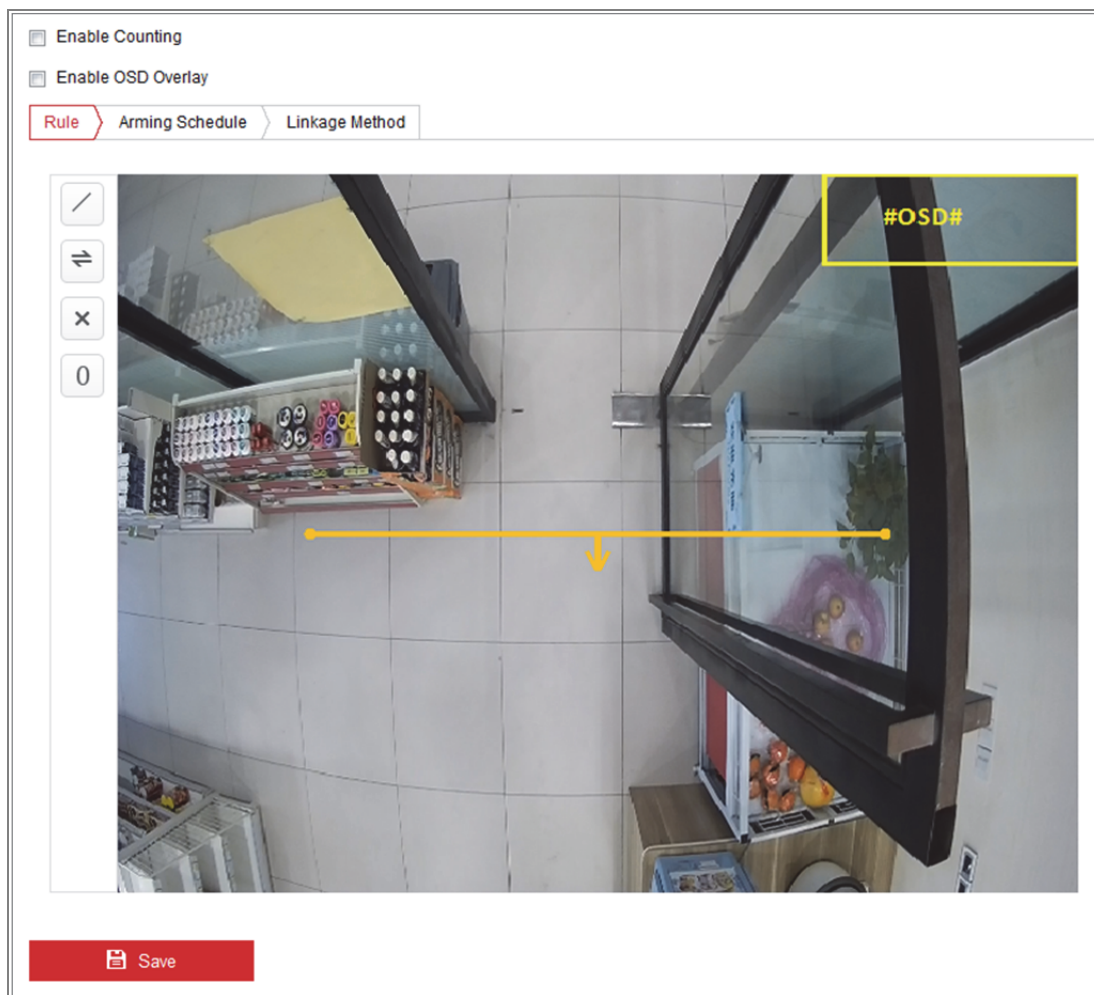 Enable Counting
Enable OSD Overlay
Rule Arming Schedule Linkage Method
#OSD#
0
Save